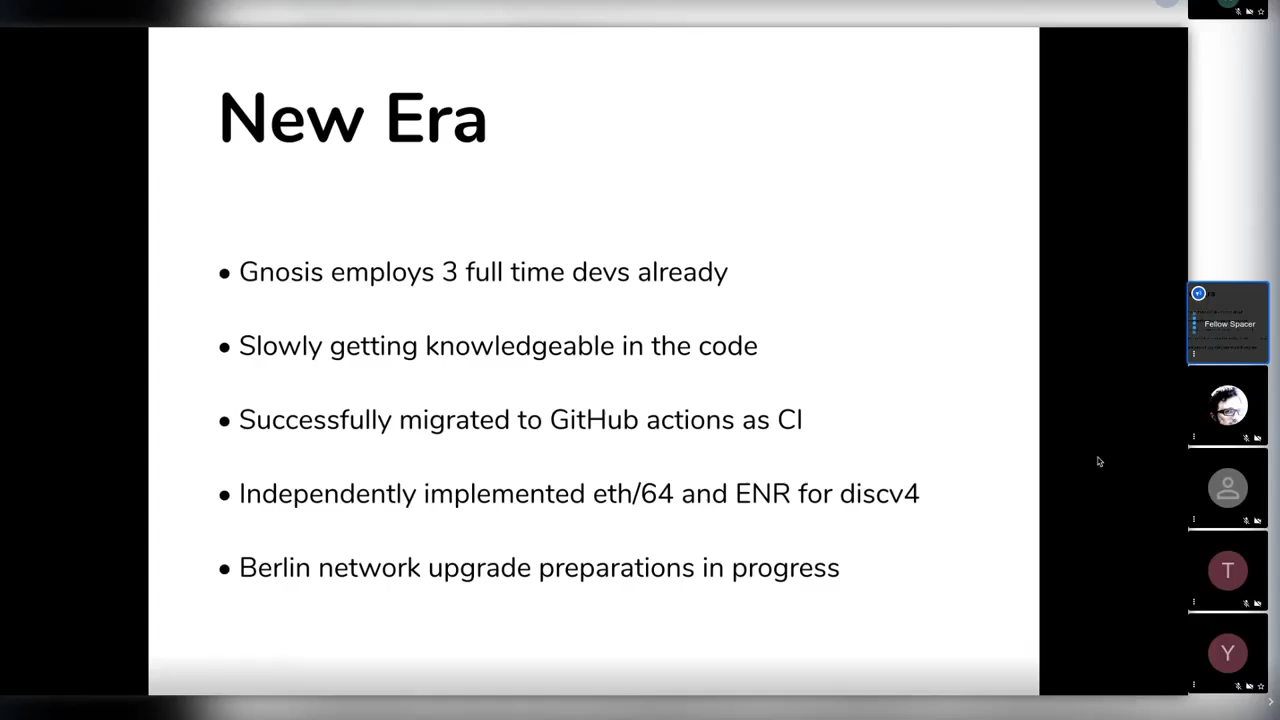 New Era
• Gnosis employs 3 full time devs already
• Slowly getting knowledgeable in the code
• Successfully migrated to GitHub actions as CI
• Independently implemented eth/64 and ENR for discv4
• Berlin network upgrade preparations in progress
Fellow Spacer
T
Y